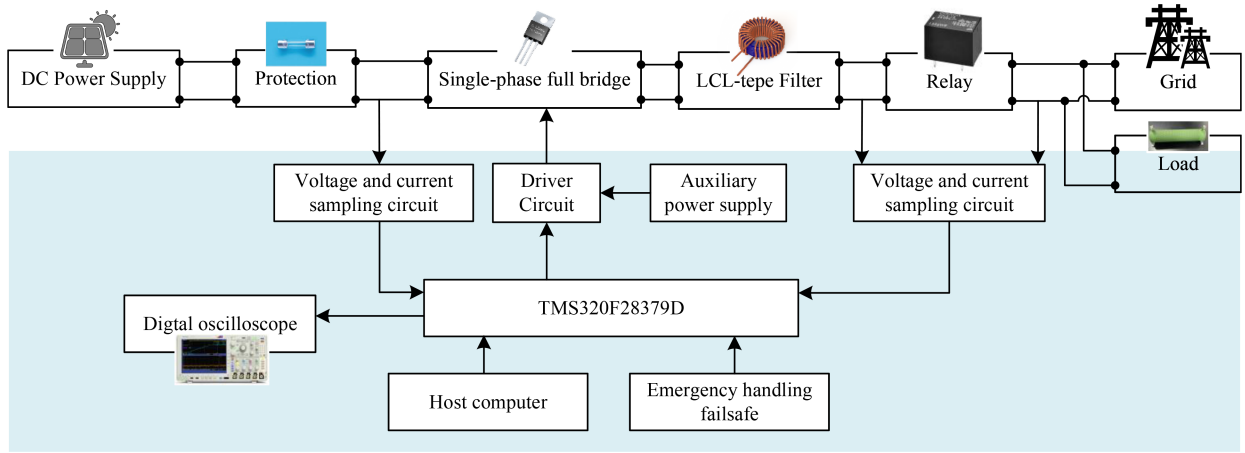 DC Power Supply
Protection
Single-phase full bridge
LCL-tepe Filter
Relay
Grid
Load
Voltage and current
sampling circuit
Driver
Circuit
Auxiliary
power supply
Voltage and current
sampling circuit
TMS320F28379D
Digtal oscilloscope
Host computer
Emergency handling
failsafe